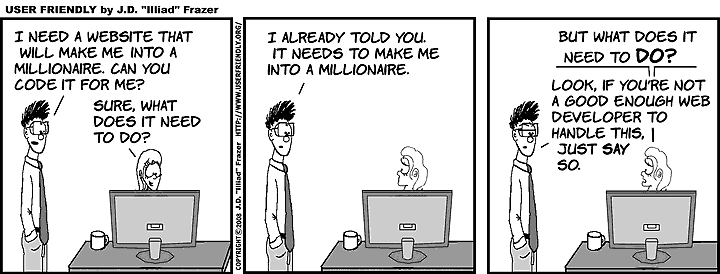 USER FRIENDLY by J.D. "Illiad" Frazer
I NEED A WEBSITE THAT
WILL MAKE ME INTO A
MILLIONAIRE. CAN YOU
CODE IT FOR ME?
SURE, WHAT
DOES IT NEED
TO DO?
COPYRIGHT©2008 J.D. "Illiad" Frazer HTTP://WWW.USERFRIENDLY.ORG/
I ALREADY TOLD YOU.
IT NEEDS TO MAKE ME
INTO A MILLIONAIRE.
BUT WHAT DOES IT
NEED TO DO?
LOOK, IF YOU'RE NOT
A GOOD ENOUGH WEB
DEVELOPER TO
HANDLE THIS,
JUST SAY
SO.